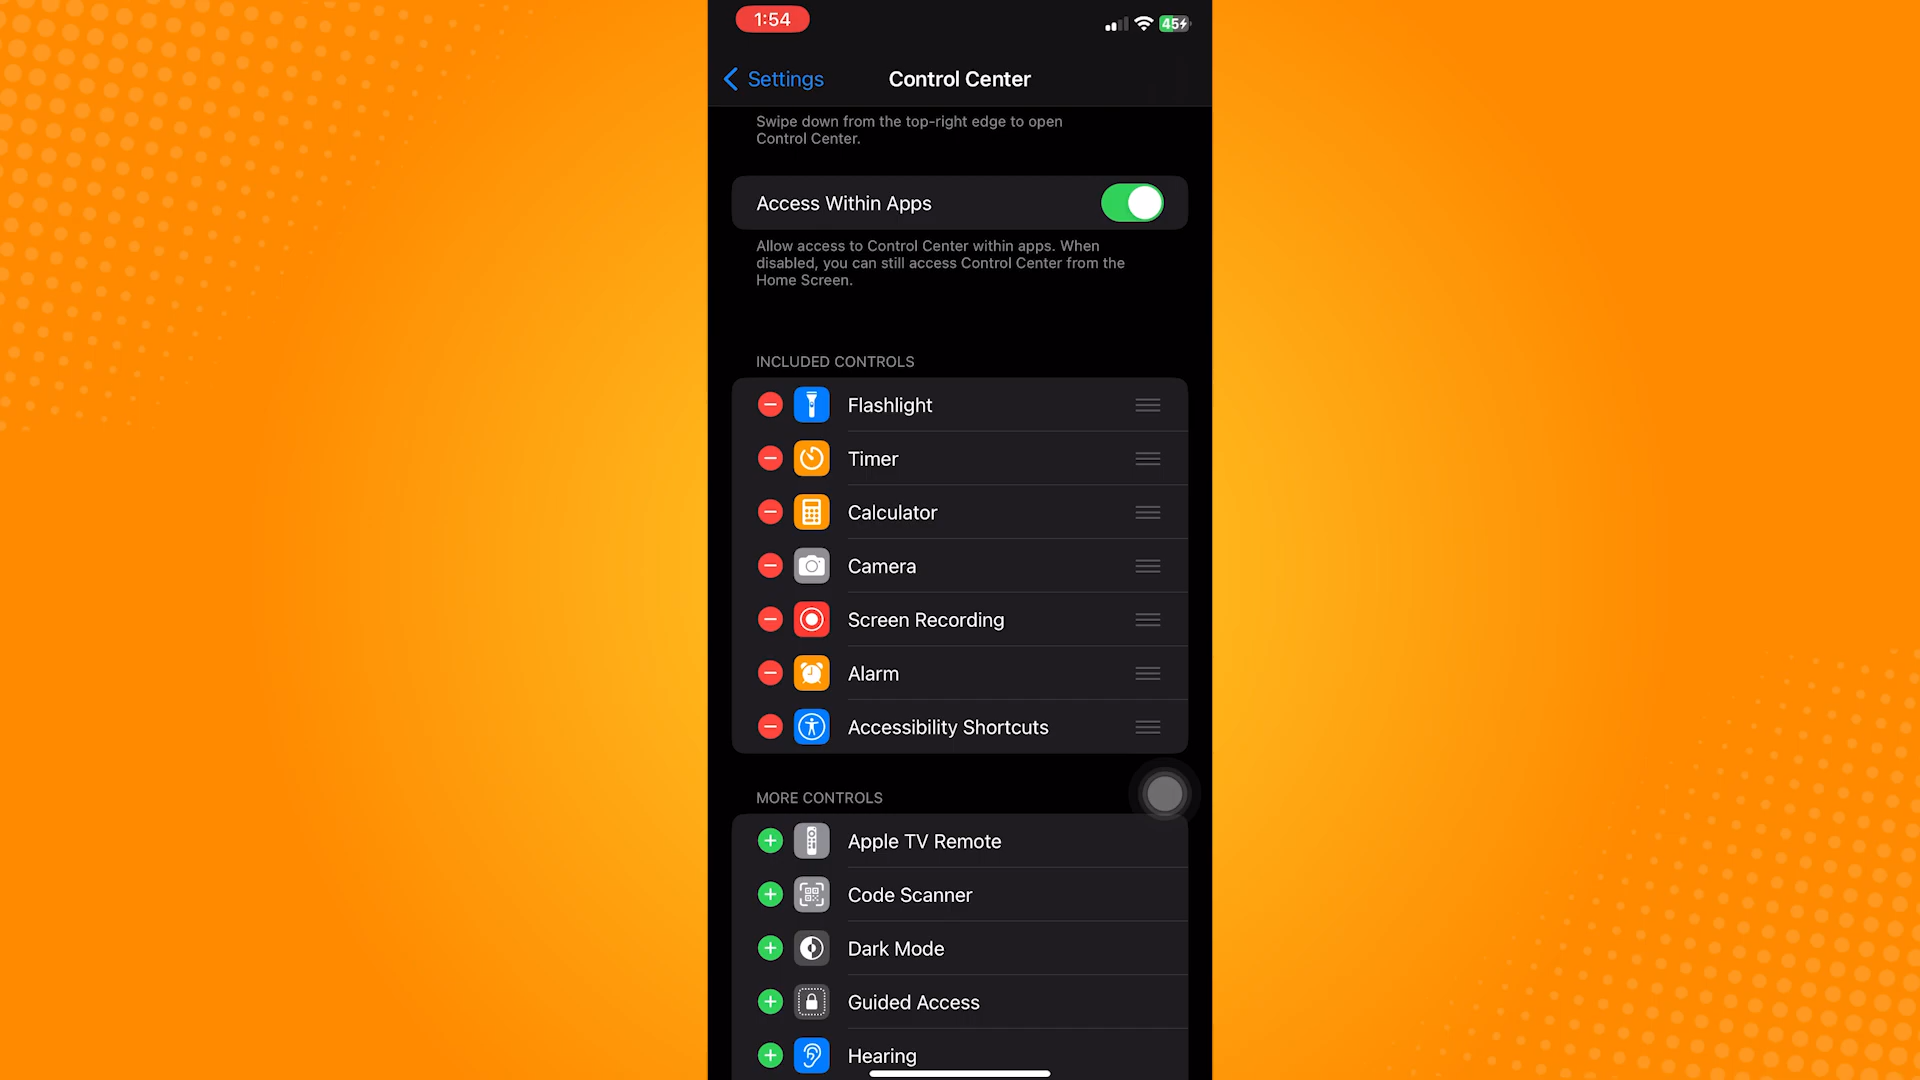 1:54
45
Settings
Control Center
Swipe down from the top-right edge to open
Control Center.
Access Within Apps
Allow access to Control Center within apps. When
disabled, you can still access Control Center from the
Home Screen.
INCLUDED CONTROLS
Flashlight
Timer
Calculator
Camera
Screen Recording
Alarm
Accessibility Shortcuts
MORE CONTROLS
Apple TV Remote
Code Scanner
Dark Mode
Guided Access
Hearing